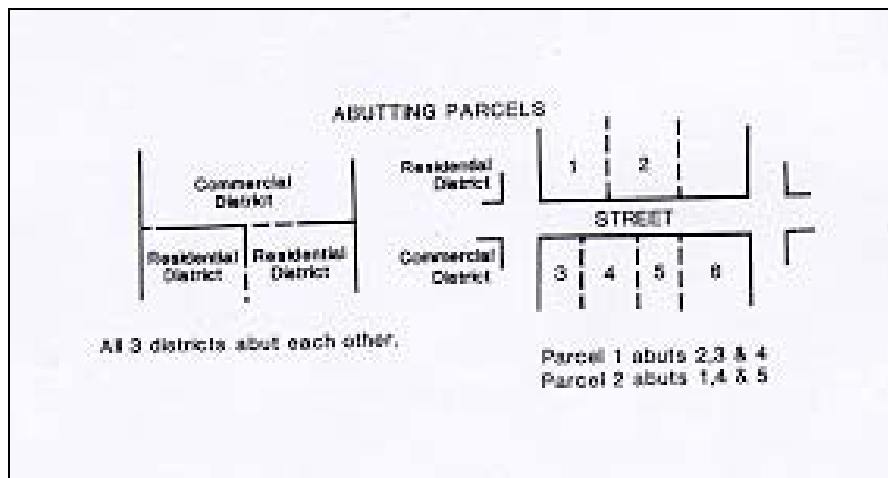 ABUTTING PARCELS
Commercial
District
Residential
District
Residential
District
All 3 districts abut each other.
Residential
District
Commercial
District
1
2
STREET
3
4
5
6
Parcel 1 abuts 2,3 & 4
Parcel 2 abuts 1,4 & 5